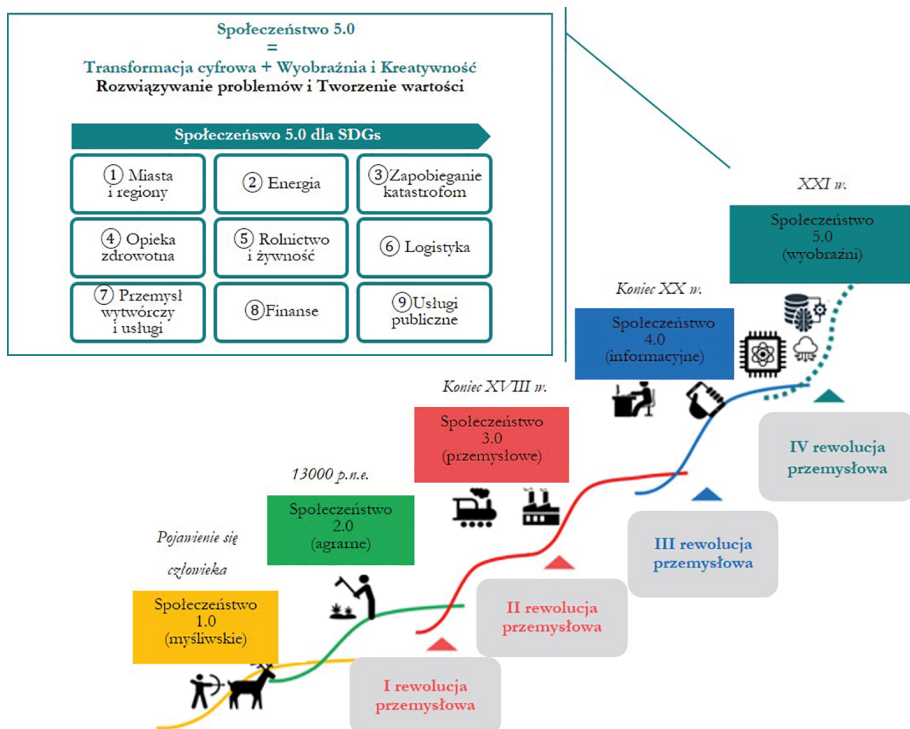 Społeczeństwo 5.0
=
Transformacja cyfrowa + Wyobraźnia i Kreatywność
Rozwiązywanie problemów i Tworzenie wartości
Społeczeńswo 5.0 dla SDGs
① Miasta
i regiony
② Energia
③ Zapobieganie
katastrofom
④ Opieka
zdrowotna
⑤ Rolnictwo
i żywność
⑥ Logistyka
⑦ Przemysł
wytwórczy
i usługi
⑧ Finanse
⑨ Usługi
publiczne
XXI w.
Społeczeństwo
5.0
(wyobraźni)
Koniec XX w.
Społeczeństwo
4.0
(informacyjne)
Koniec XVIII w.
Społeczeństwo
3.0
(przemysłowe)
13000 p.n.e.
Społeczeństwo
2.0
(agrarne)
Pojawienie się
człowieka
Społeczeństwo
1.0
(myśliwskie)
IV rewolucja
przemysłowa
III rewolucja
przemysłowa
II rewolucja
przemysłowa
I rewolucja
przemysłowa